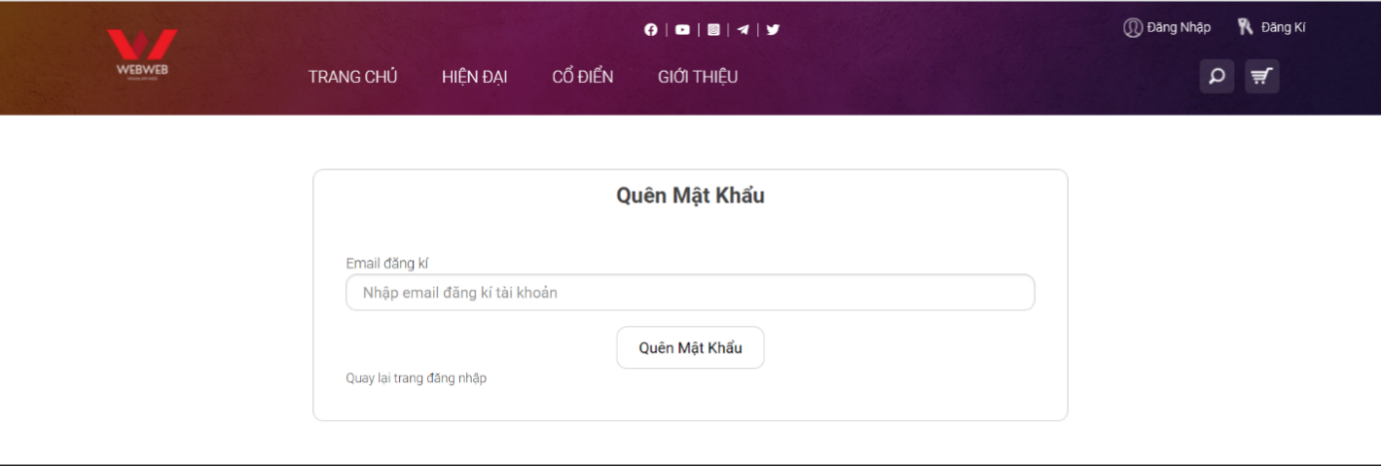 Đăng Nhập Đăng Kí
WEBWEB
TRANG CHỦ HIỆN ĐẠI CỔ ĐIỂN GIỚI THIỆU
Quên Mật Khẩu
Email đăng kí
Nhập email đăng kí tài khoản
Quên Mật Khẩu
Quay lại trang đăng nhập